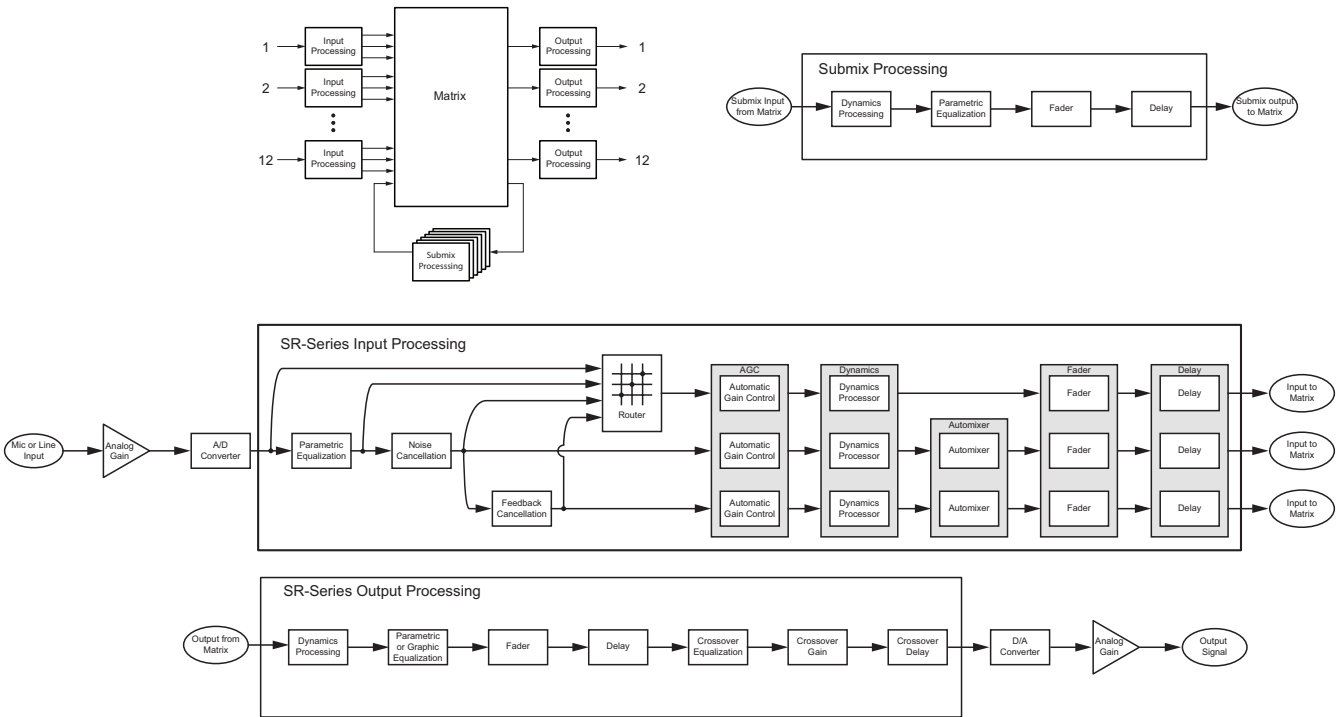 1
Input
Processing
Output
Processing
1
2
Input
Processing
Matrix
Output
Processing
2
12
Input
Processing
Output
Processing
12
Submix
Processsing
Submix Processing
Submix Input
from Matrix
Dynamics
Processing
Parametric
Equalization
Fader
Delay
Submix output
to Matrix
SR-Series Input Processing
Mic or Line
Input
Analog
Gain
A/D
Converter
Parametric
Equalization
Noise
Cancellation
Feedback
Cancellation
Router
AGC
Automatic
Gain Control
Automatic
Gain Control
Automatic
Gain Control
Dynamics
Dynamics
Processor
Dynamics
Processor
Dynamics
Processor
Automixer
Automixer
Automixer
Fader
Fader
Fader
Fader
Delay
Delay
Delay
Delay
Input to
Matrix
Input to
Matrix
Input to
Matrix
SR-Series Output Processing
Output from
Matrix
Dynamics
Processing
Parametric
or Graphic
Equalization
Fader
Delay
Crossover
Equalization
Crossover
Gain
Crossover
Delay
D/A
Converter
Analog
Gain
Output
Signal